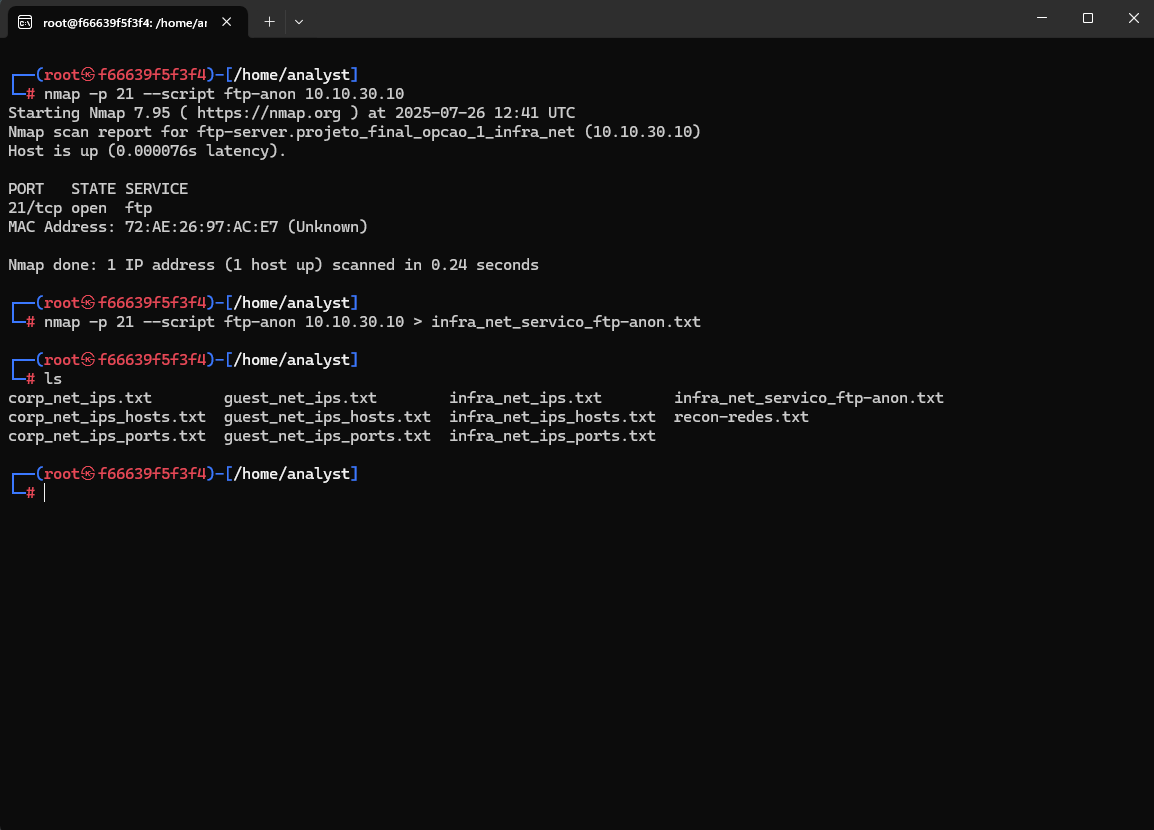 root@f66639f5f3f4: /home/ar
┌──(root㉿f66639f5f3f4)-[/home/analyst]
└─# nmap -p 21 --script ftp-anon 10.10.30.10
Starting Nmap 7.95 ( https://nmap.org ) at 2025-07-26 12:41 UTC
Nmap scan report for ftp-server.projeto_final_opcao_1_infra_net (10.10.30.10)
Host is up (0.000076s latency).
PORT   STATE SERVICE
21/tcp open  ftp
MAC Address: 72:AE:26:97:AC:E7 (Unknown)
Nmap done: 1 IP address (1 host up) scanned in 0.24 seconds
┌──(root㉿f66639f5f3f4)-[/home/analyst]
└─# nmap -p 21 --script ftp-anon 10.10.30.10 > infra_net_servico_ftp-anon.txt
┌──(root㉿f66639f5f3f4)-[/home/analyst]
└─# ls
corp_net_ips.txt        guest_net_ips.txt        infra_net_ips.txt        infra_net_servico_ftp-anon.txt
corp_net_ips_hosts.txt  guest_net_ips_hosts.txt  infra_net_ips_hosts.txt  recon-redes.txt
corp_net_ips_ports.txt  guest_net_ips_ports.txt  infra_net_ips_ports.txt
┌──(root㉿f66639f5f3f4)-[/home/analyst]
└─#